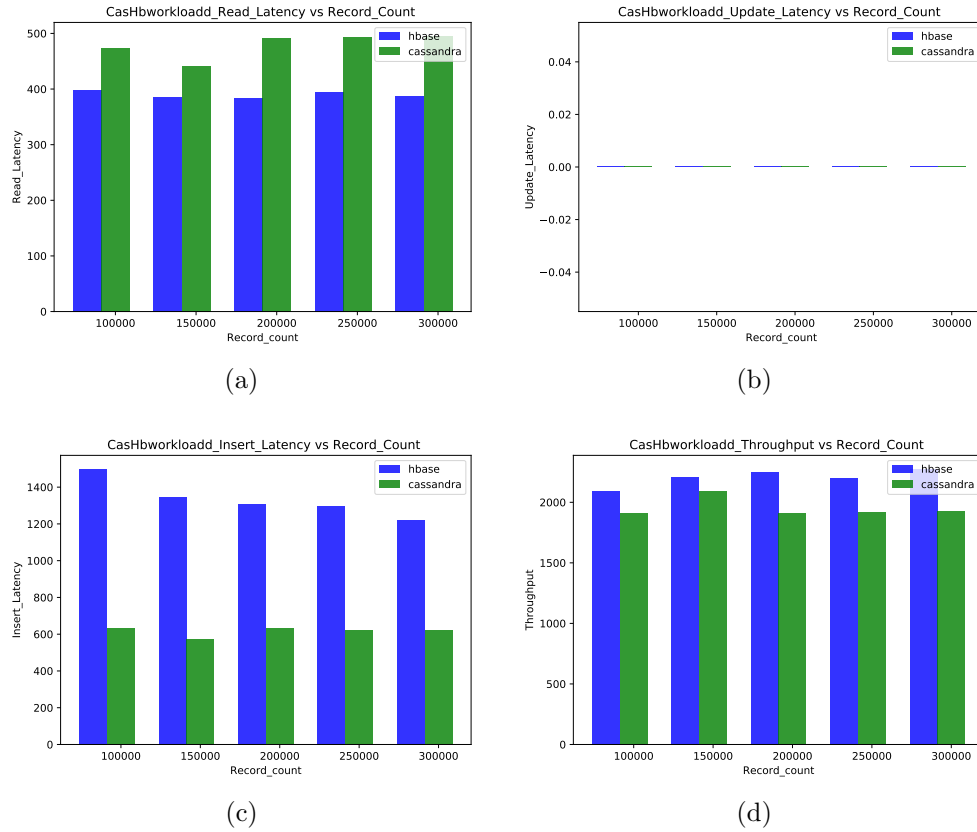 CasHbworkloadd_Read_Latency vs Record_Count
500
400
300
200
100
0
Read_Latency
hbase
cassandra
100000 150000 200000 250000 300000
Record_count
(a)
CasHbworkloadd_Update_Latency vs Record_Count
0.04
0.02
0.00
−0.02
−0.04
Update_Latency
hbase
cassandra
100000 150000 200000 250000 300000
Record_count
(b)
CasHbworkloadd_Insert_Latency vs Record_Count
1400
1200
1000
800
600
400
200
0
Insert_Latency
hbase
cassandra
100000 150000 200000 250000 300000
Record_count
(c)
CasHbworkloadd_Throughput vs Record_Count
2000
1500
1000
500
0
Throughput
hbase
cassandra
100000 150000 200000 250000 300000
Record_count
(d)